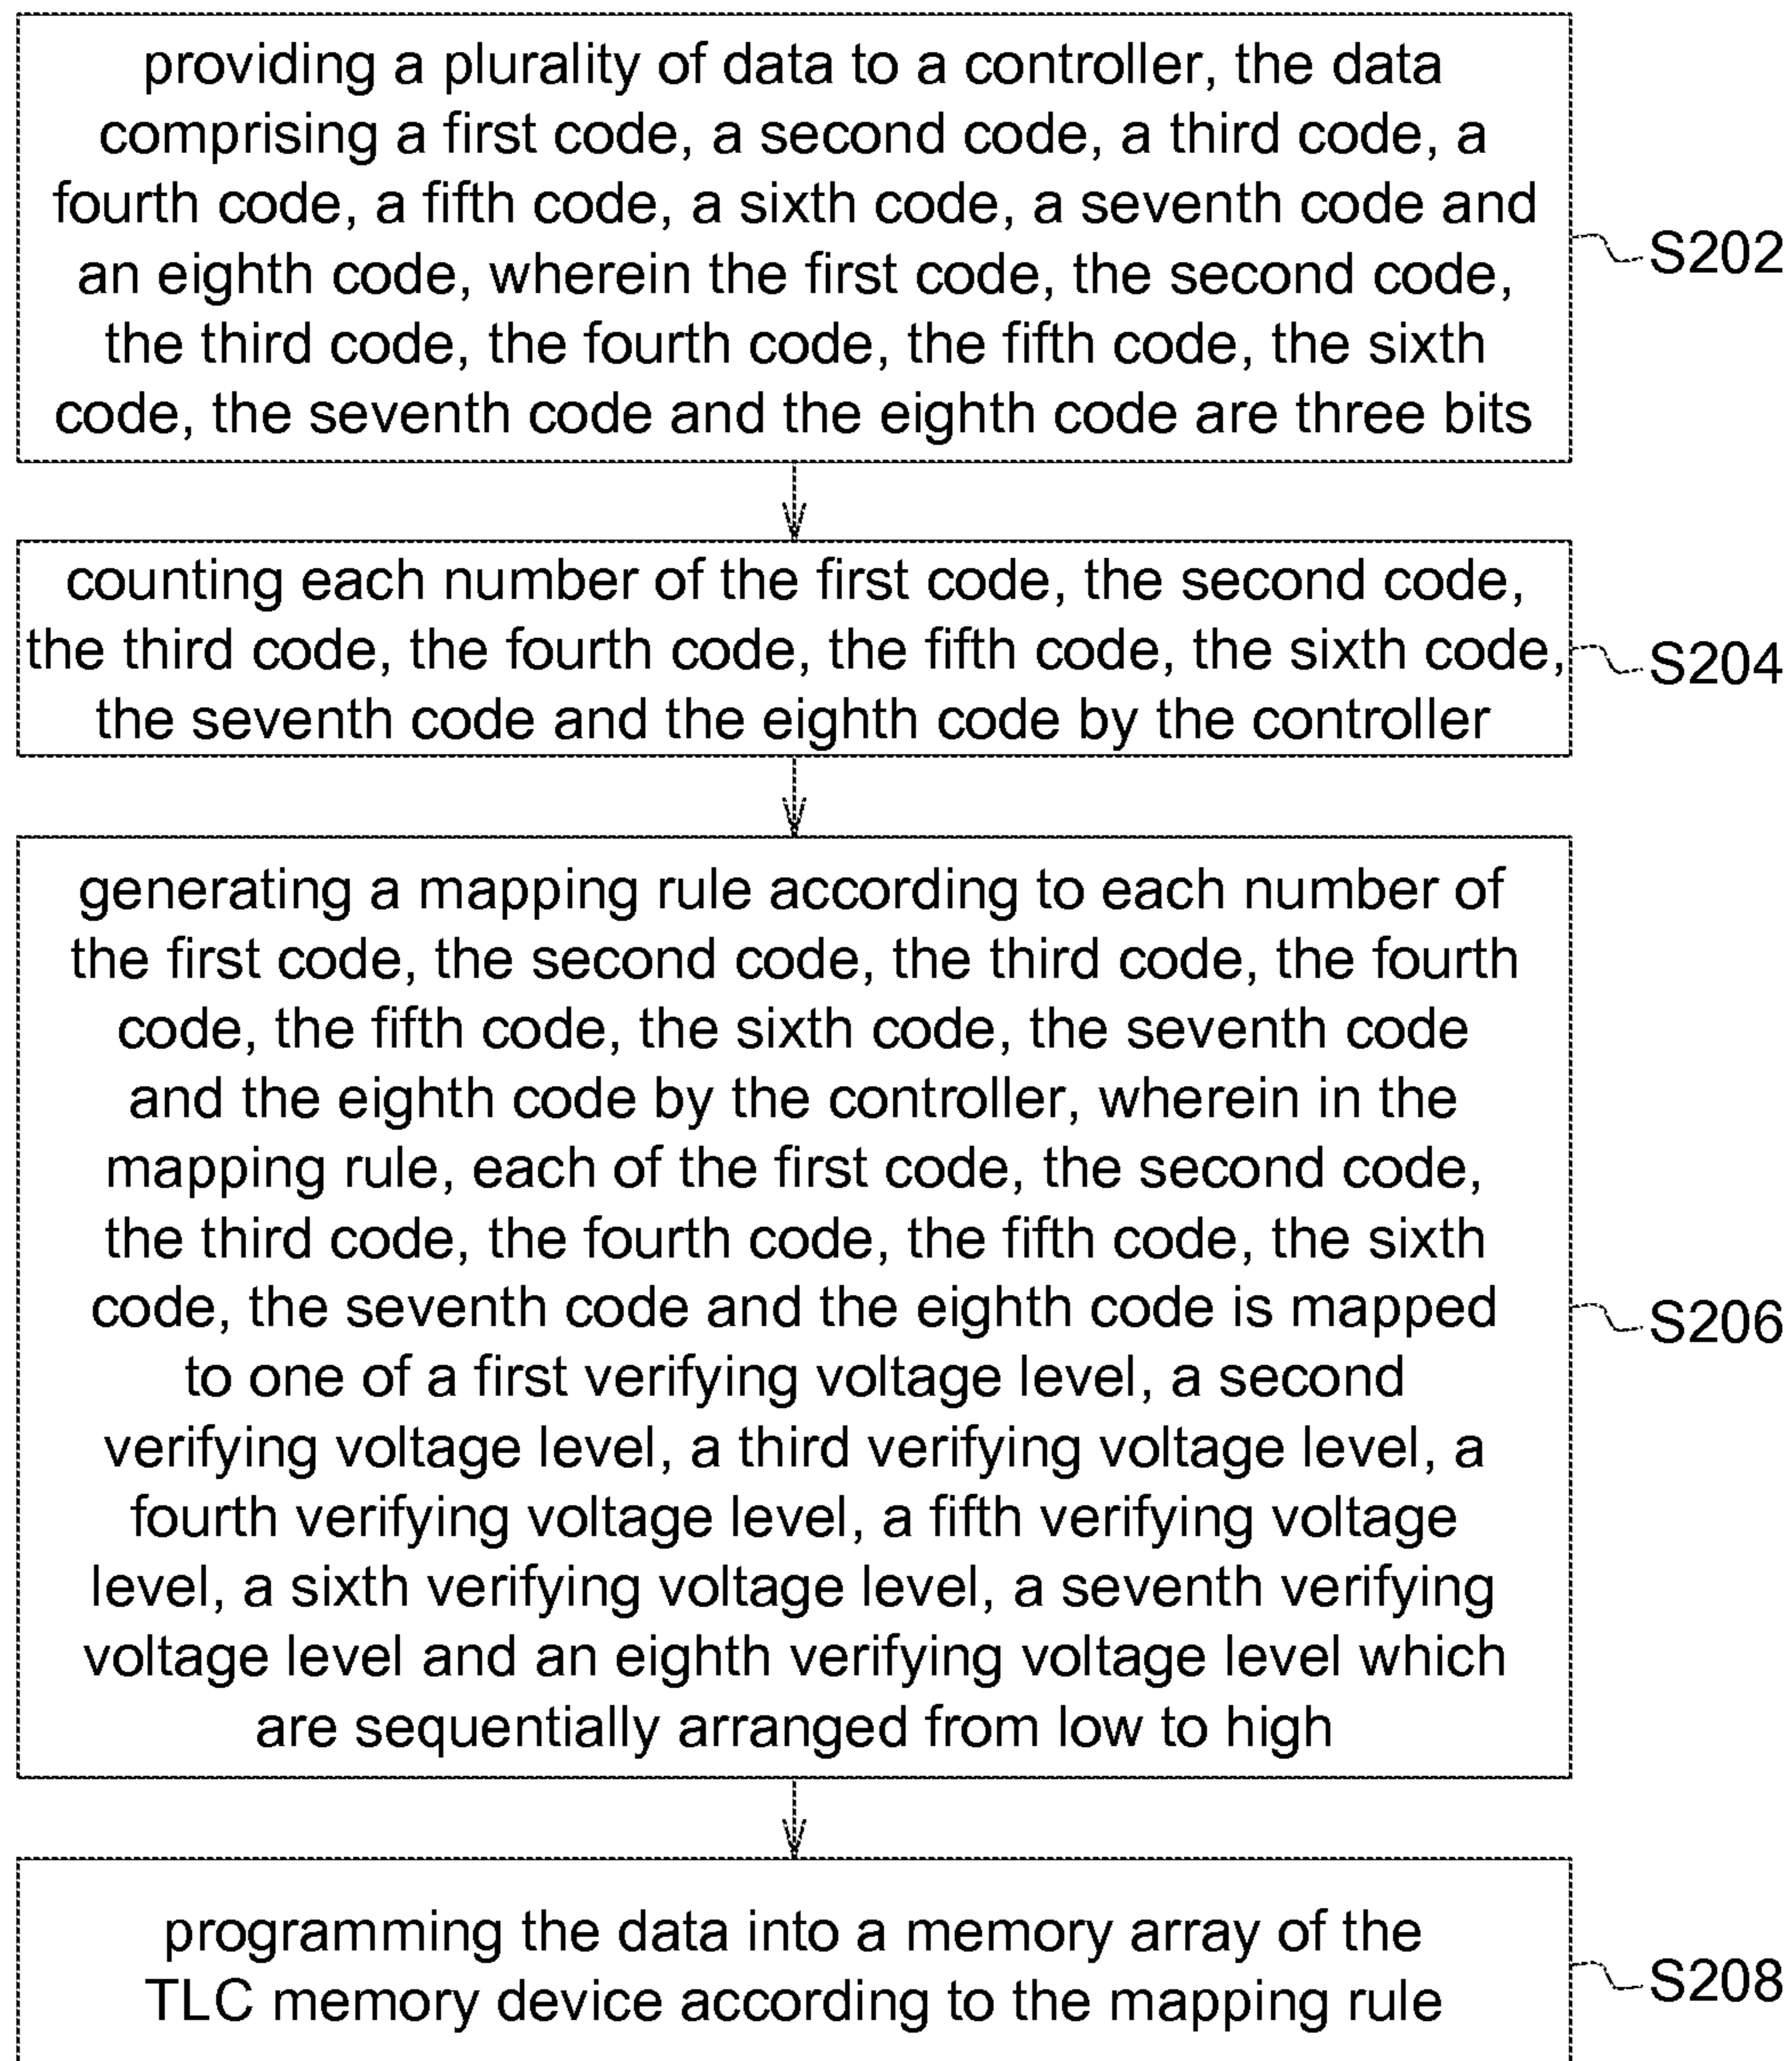 providing a plurality of data to a controller, the data
comprising a first code, a second code, a third code, a
fourth code, a fifth code, a sixth code, a seventh code and
an eighth code, wherein the first code, the second code,
the third code, the fourth code, the fifth code, the sixth
code, the seventh code and the eighth code are three bits
S202
counting each number of the first code, the second code,
the third code, the fourth code, the fifth code, the sixth code,
the seventh code and the eighth code by the controller
S204
generating a mapping rule according to each number of
the first code, the second code, the third code, the fourth
code, the fifth code, the sixth code, the seventh code
and the eighth code by the controller, wherein in the
mapping rule, each of the first code, the second code,
the third code, the fourth code, the fifth code, the sixth
code, the seventh code and the eighth code is mapped
to one of a first verifying voltage level, a second
verifying voltage level, a third verifying voltage level, a
fourth verifying voltage level, a fifth verifying voltage
level, a sixth verifying voltage level, a seventh verifying
voltage level and an eighth verifying voltage level which
are sequentially arranged from low to high
S206
programming the data into a memory array of the
TLC memory device according to the mapping rule
S208